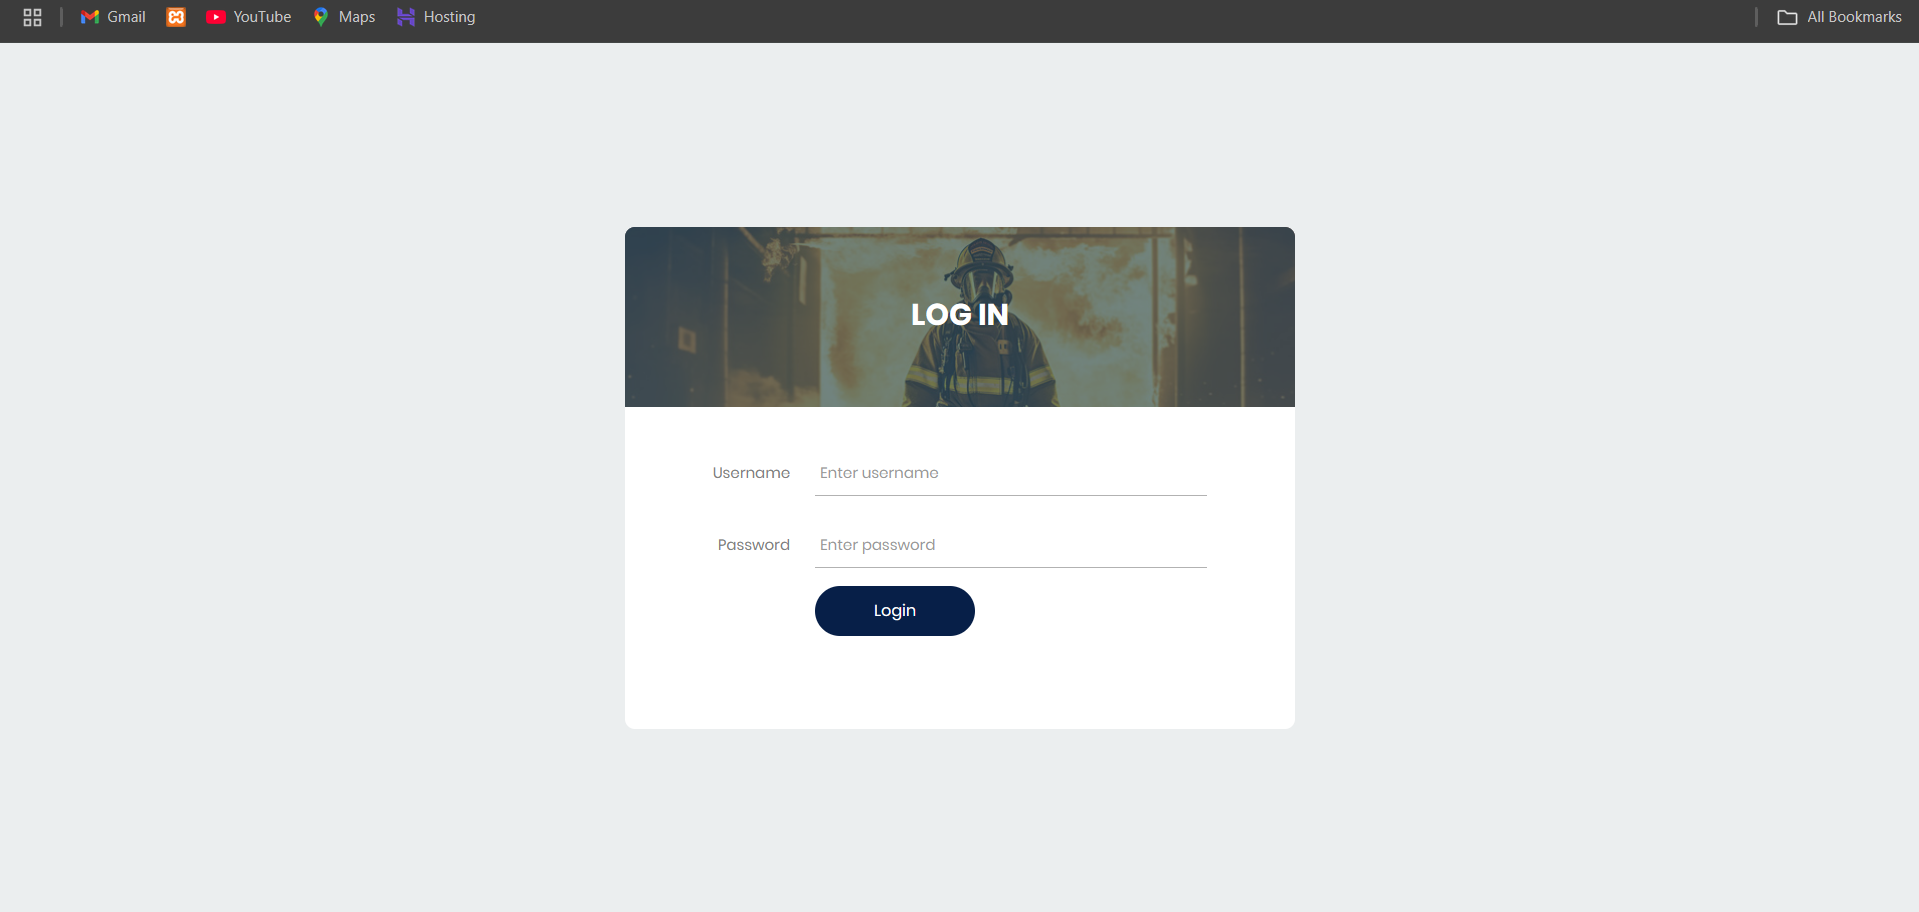 Gmail YouTube Maps Hosting All Bookmarks
LOG IN
Username Enter username
Password Enter password
Login